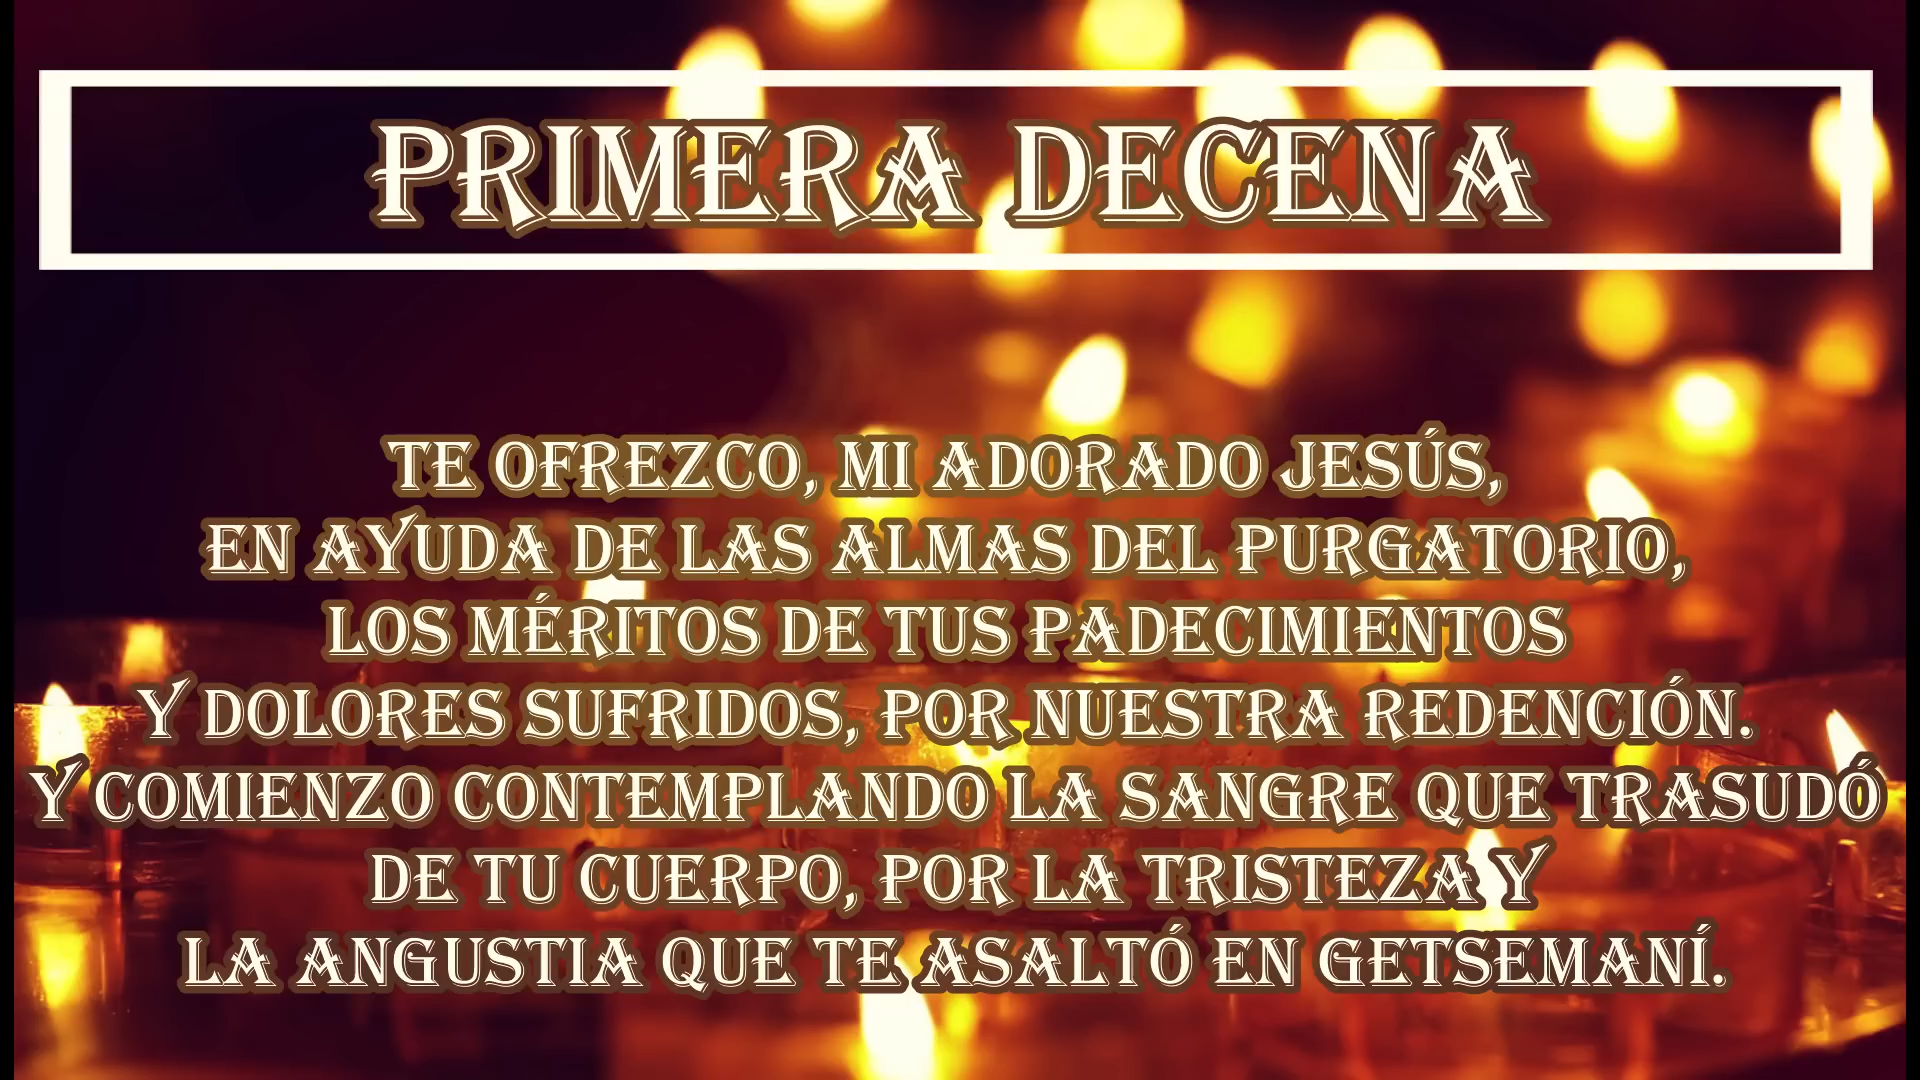 PRIMERA DECENA
TE OFREZCO, MI ADORADO JESÚS,
EN AYUDA DE LAS ALMAS DEL PURGATORIO,
LOS MÉRITOS DE TUS PADECIMIENTOS
Y DOLORES SUFRIDOS, POR NUESTRA REDENCIÓN.
Y COMIENZO CONTEMPLANDO LA SANGRE QUE TRASUDÓ
DE TU CUERPO, POR LA TRISTEZA Y
LA ANGUSTIA QUE TE ASALTÓ EN GETSEMANÍ.